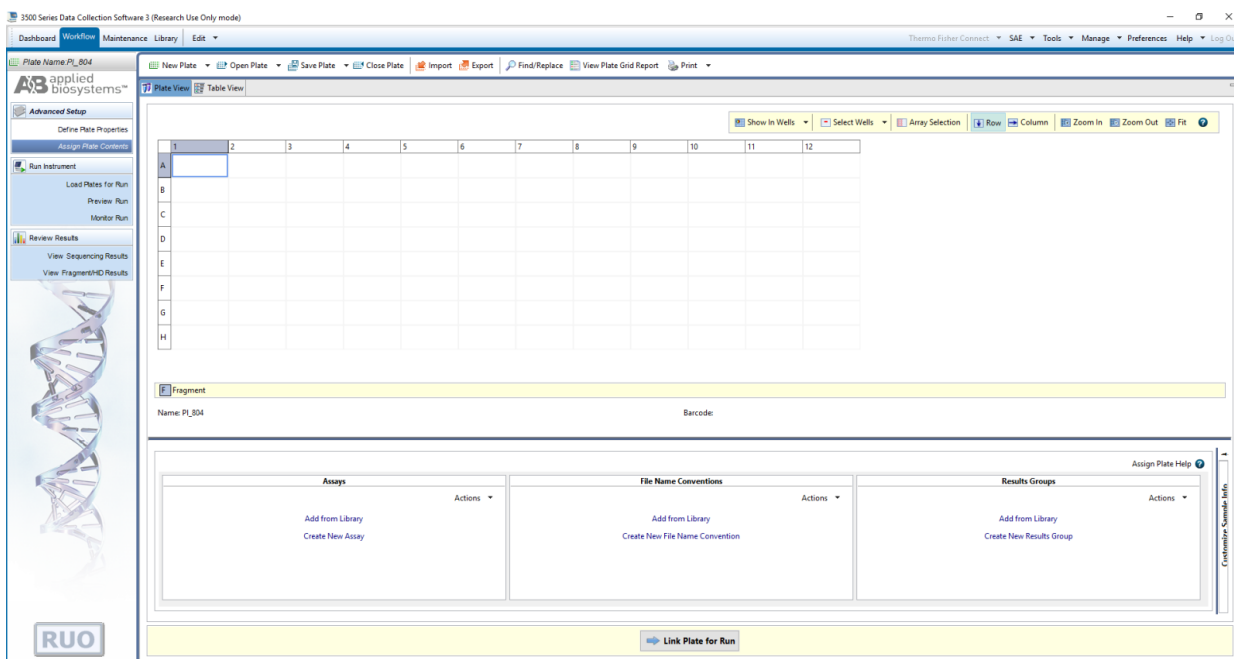 3500 Series Data Collection Software 3 (Research Use Only mode)
Dashboard Workflow Maintenance Library Edit Thermo Fisher Connect SAE Tools Manage Preferences Help Log Ou
Plate Name:PI_804
New Plate Open Plate Save Plate Close Plate Import Export Find/Replace View Plate Grid Report Print
AB applied biosystems™
Plate View Table View
Advanced Setup
Define Plate Properties
Assign Plate Contents
Run Instrument
Load Plates for Run
Preview Run
Monitor Run
Review Results
View Sequencing Results
View Fragment/HID Results
Show In Wells Select Wells Array Selection Row Column Zoom In Zoom Out Fit ?
1 2 3 4 5 6 7 8 9 10 11 12
A
B
C
D
E
F
G
H
F Fragment
Name: PI_804 Barcode:
Assign Plate Help ?
Assays File Name Conventions Results Groups
Actions Actions Actions
Add from Library Add from Library Add from Library
Create New Assay Create New File Name Convention Create New Results Group
Customize Sample Info
RUO
Link Plate for Run